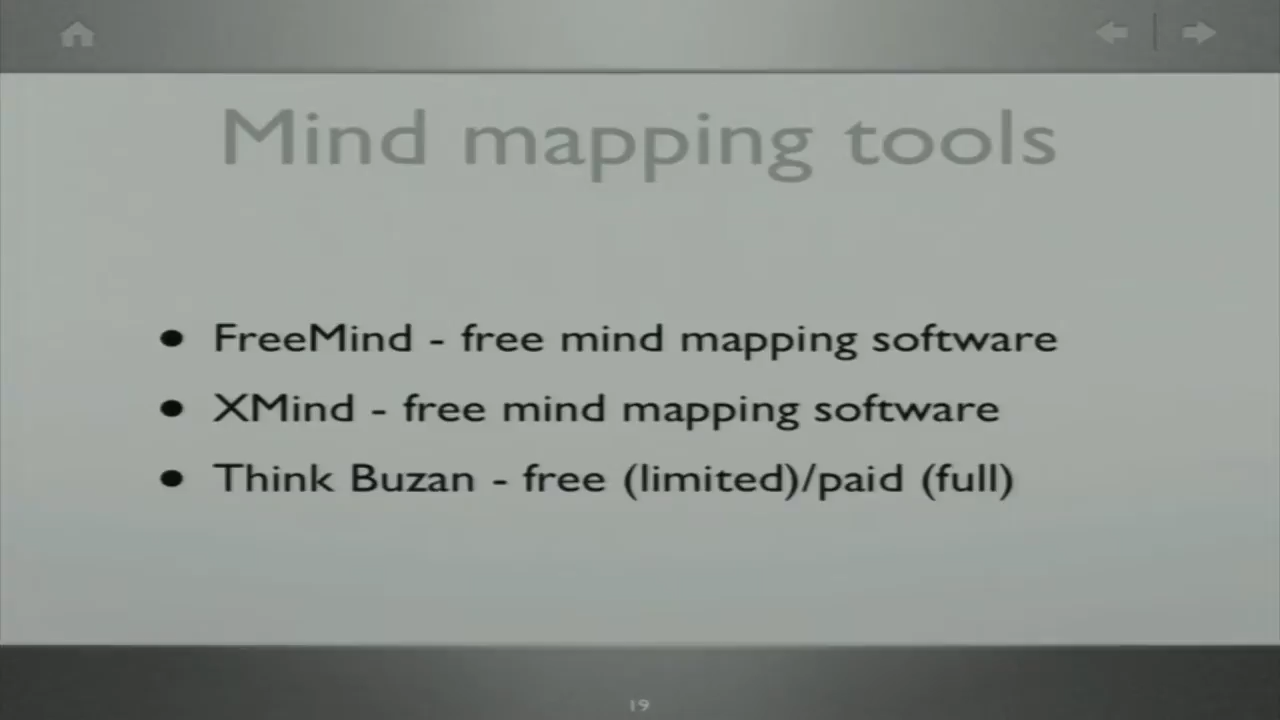 Mind mapping tools
• FreeMind - free mind mapping software
• XMind - free mind mapping software
• Think Buzan - free (limited)/paid (full)
19